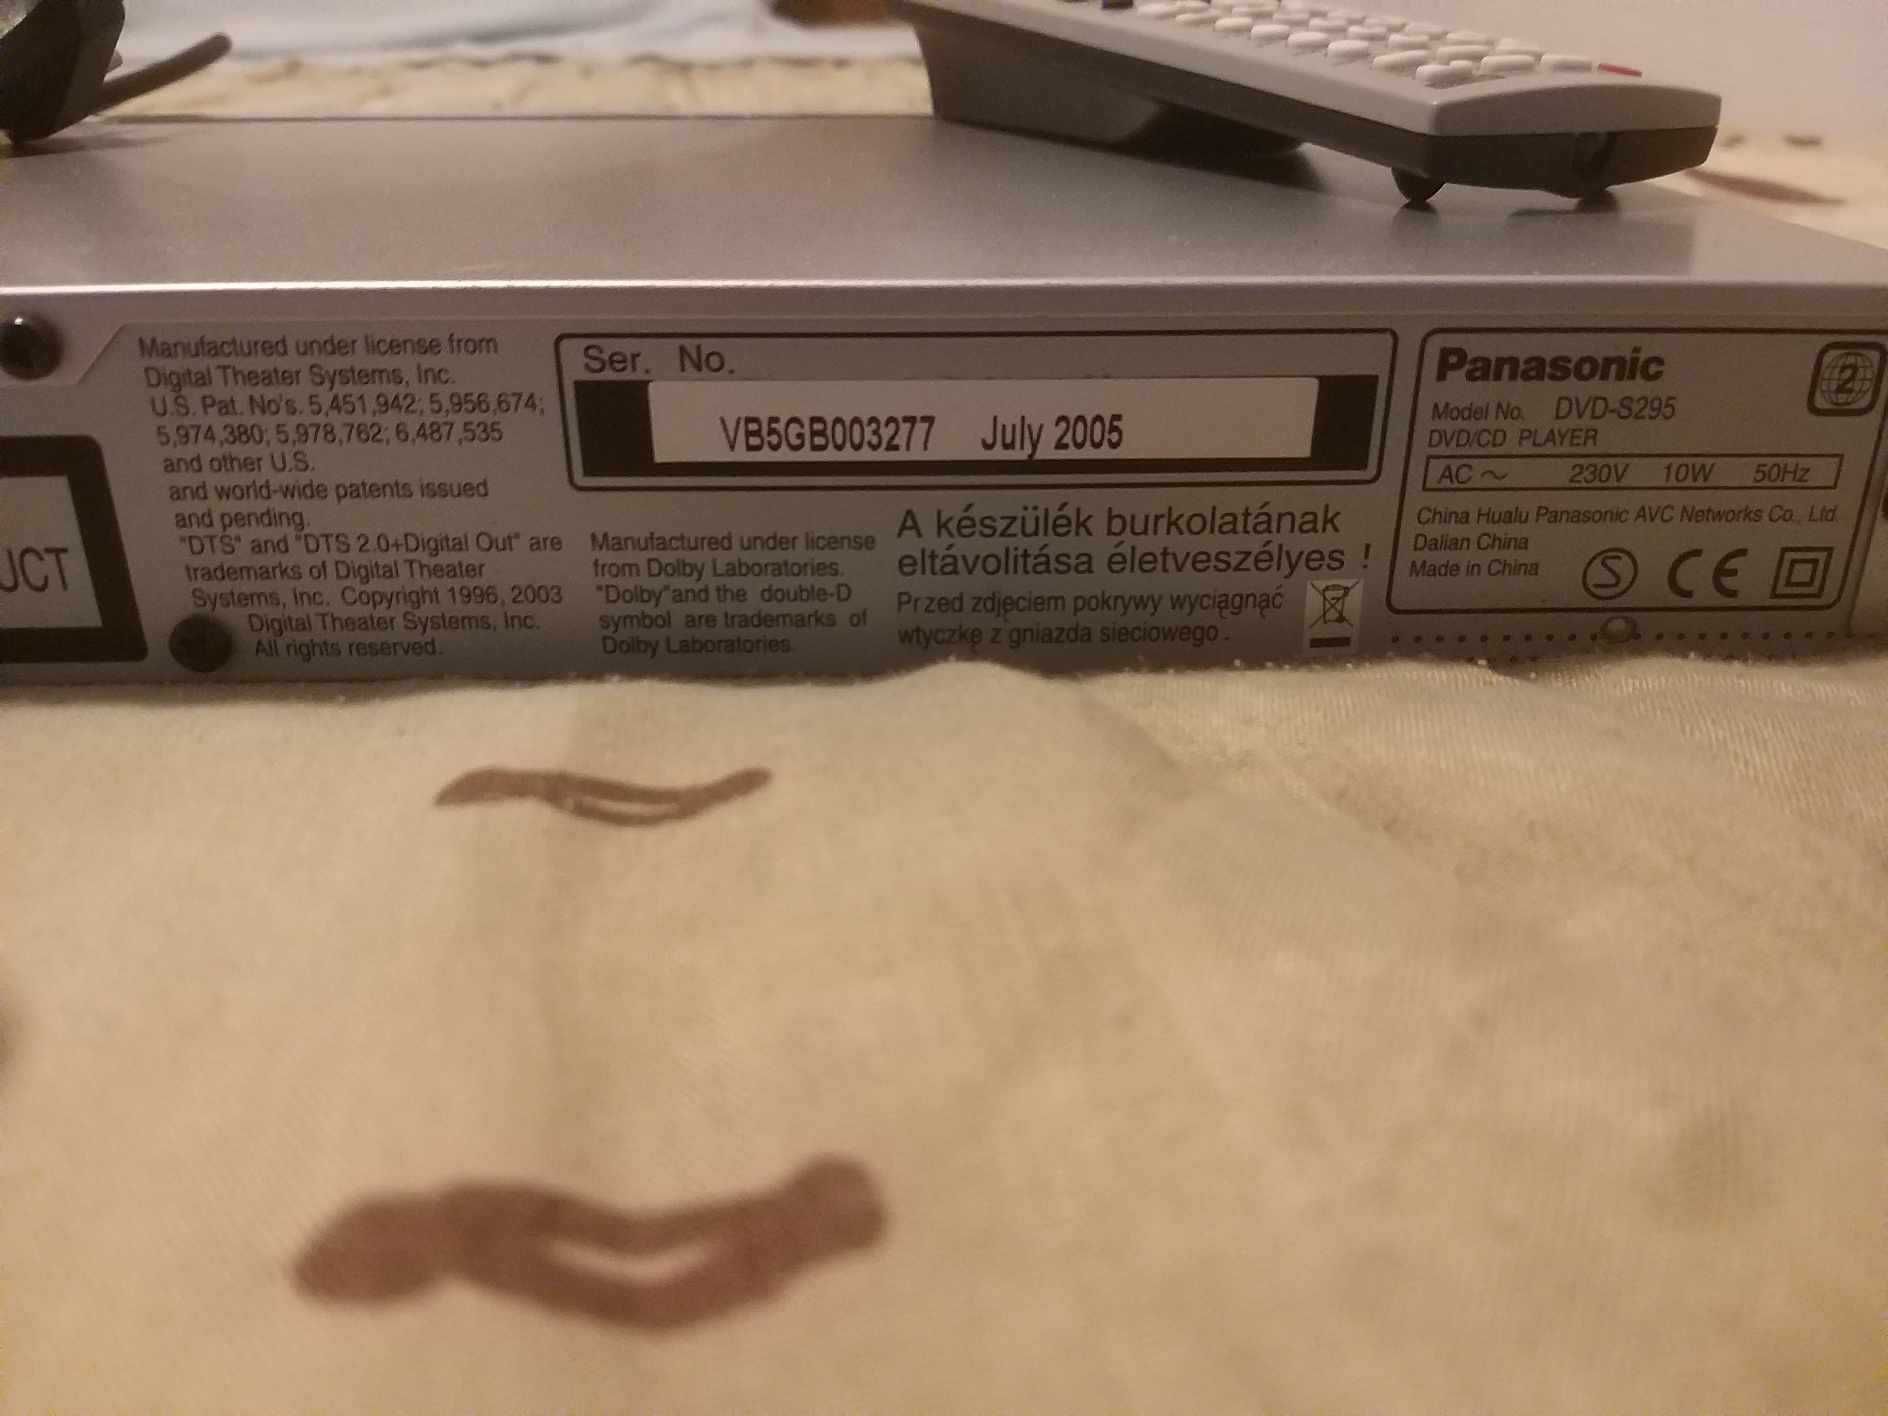 Manufactured under license from
Digital Theater Systems, Inc.
U.S. Pat. No's. 5,451,942; 5,956,674;
5,974,380; 5,978,762; 6,487,535
and other U.S.
and world-wide patents issued
and pending.
"DTS" and "DTS 2.0+Digital Out" are
trademarks of Digital Theater
Systems, Inc. Copyright 1996, 2003
Digital Theater Systems, Inc.
All rights reserved.
UCT
Ser. No.
VB5GB003277 July 2005
Manufactured under license
from Dolby Laboratories.
"Dolby"and the double-D
symbol are trademarks of
Dolby Laboratories.
A készülék burkolatának
eltávolitása életveszélyes !
Przed zdjęciem pokrywy wyciągnąć
wtyczkę z gniazda sieciowego .
Panasonic
2
Model No. DVD-S295
DVD/CD PLAYER
AC ~ 230V 10W 50Hz
China Hualu Panasonic AVC Networks Co., Ltd.
Dalian China
Made in China
S CE